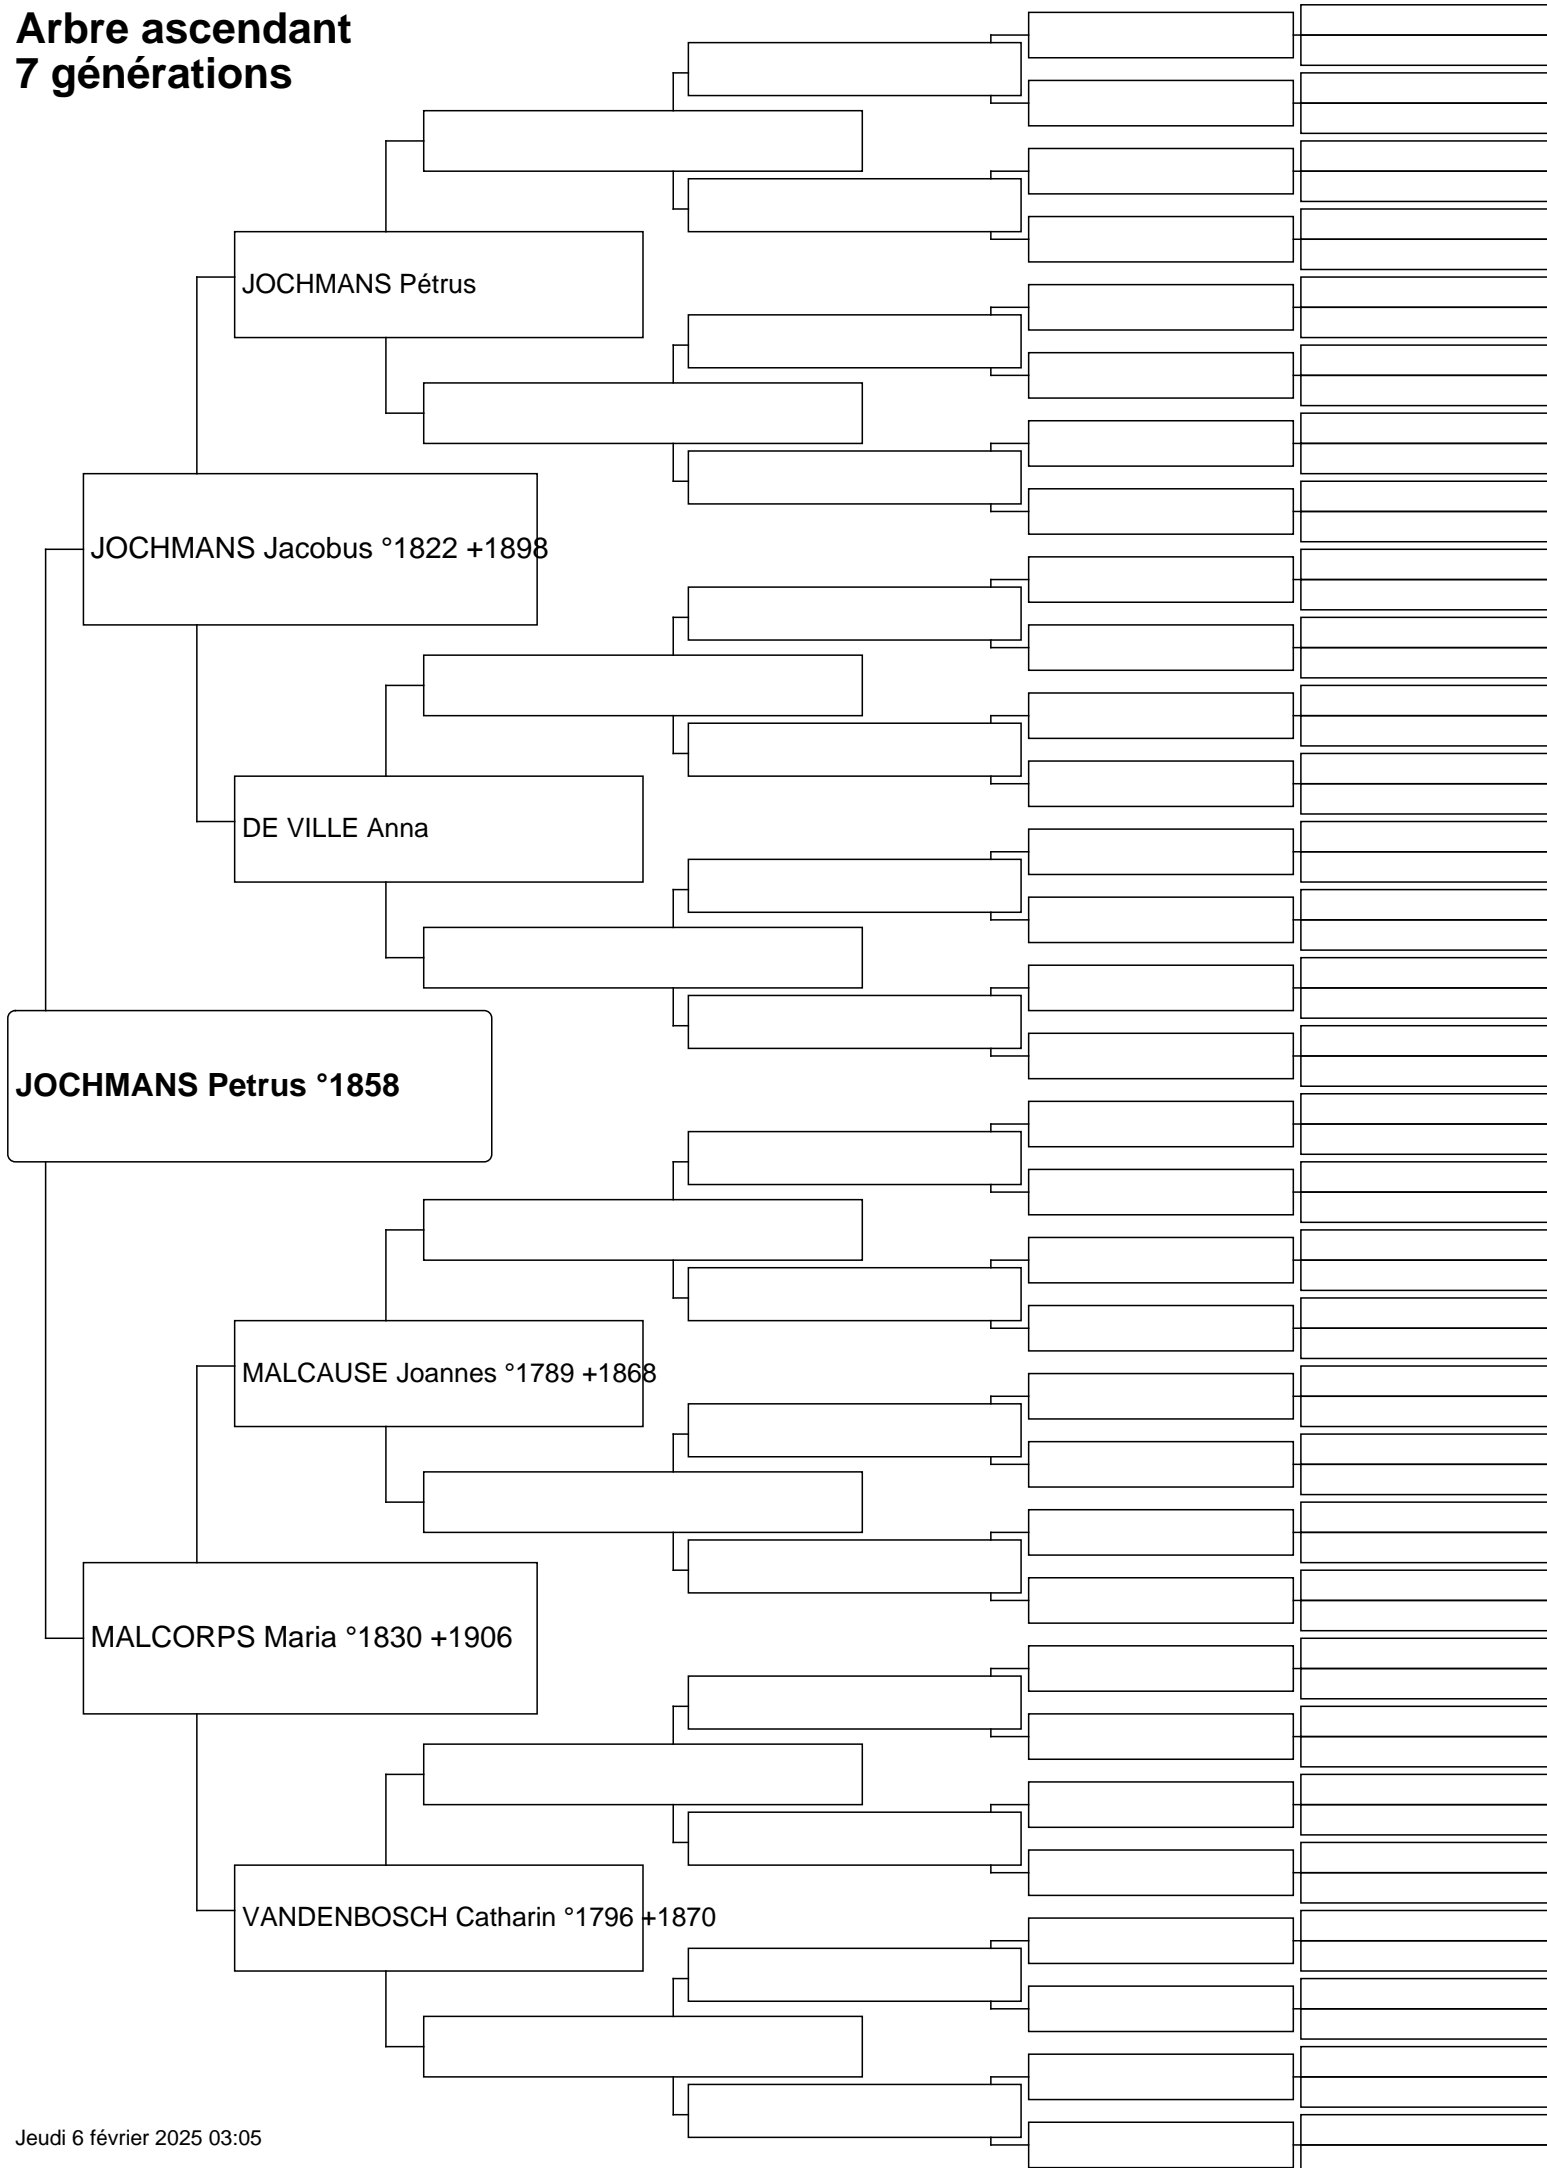 Arbre ascendant
7 générations
JOCHMANS Pétrus
JOCHMANS Jacobus °1822 +1898
DE VILLE Anna
JOCHMANS Petrus °1858
MALCAUSE Joannes °1789 +1868
MALCORPS Maria °1830 +1906
VANDENBOSCH Catharin °1796 +1870
Jeudi 6 février 2025 03:05